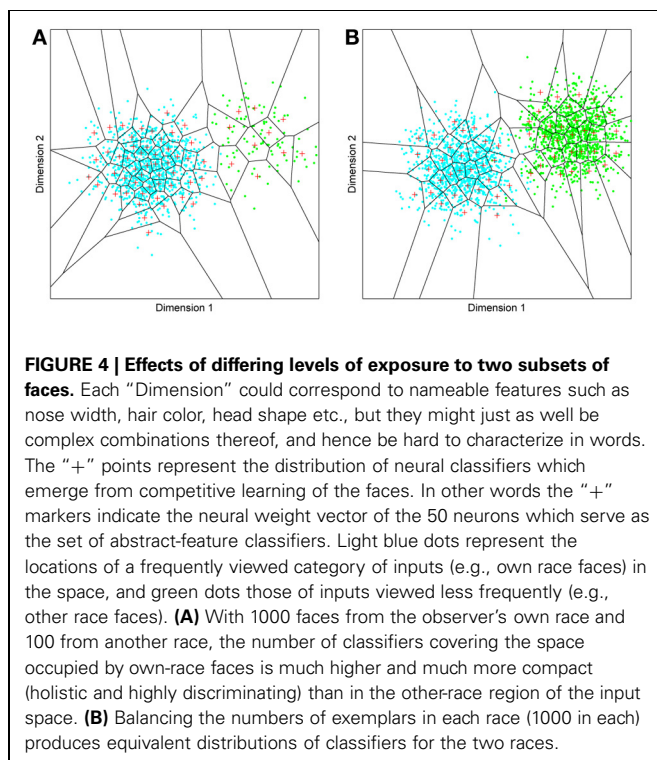 A
B
Dimension 2
Dimension 2
Dimension 1
Dimension 1
FIGURE 4 | Effects of differing levels of exposure to two subsets of
faces. Each “Dimension” could correspond to nameable features such as
nose width, hair color, head shape etc., but they might just as well be
complex combinations thereof, and hence be hard to characterize in words.
The “+” points represent the distribution of neural classifiers which
emerge from competitive learning of the faces. In other words the “+”
markers indicate the neural weight vector of the 50 neurons which serve as
the set of abstract-feature classifiers. Light blue dots represent the
locations of a frequently viewed category of inputs (e.g., own race faces) in
the space, and green dots those of inputs viewed less frequently (e.g.,
other race faces). (A) With 1000 faces from the observer’s own race and
100 from another race, the number of classifiers covering the space
occupied by own-race faces is much higher and much more compact
(holistic and highly discriminating) than in the other-race region of the input
space. (B) Balancing the numbers of exemplars in each race (1000 in each)
produces equivalent distributions of classifiers for the two races.